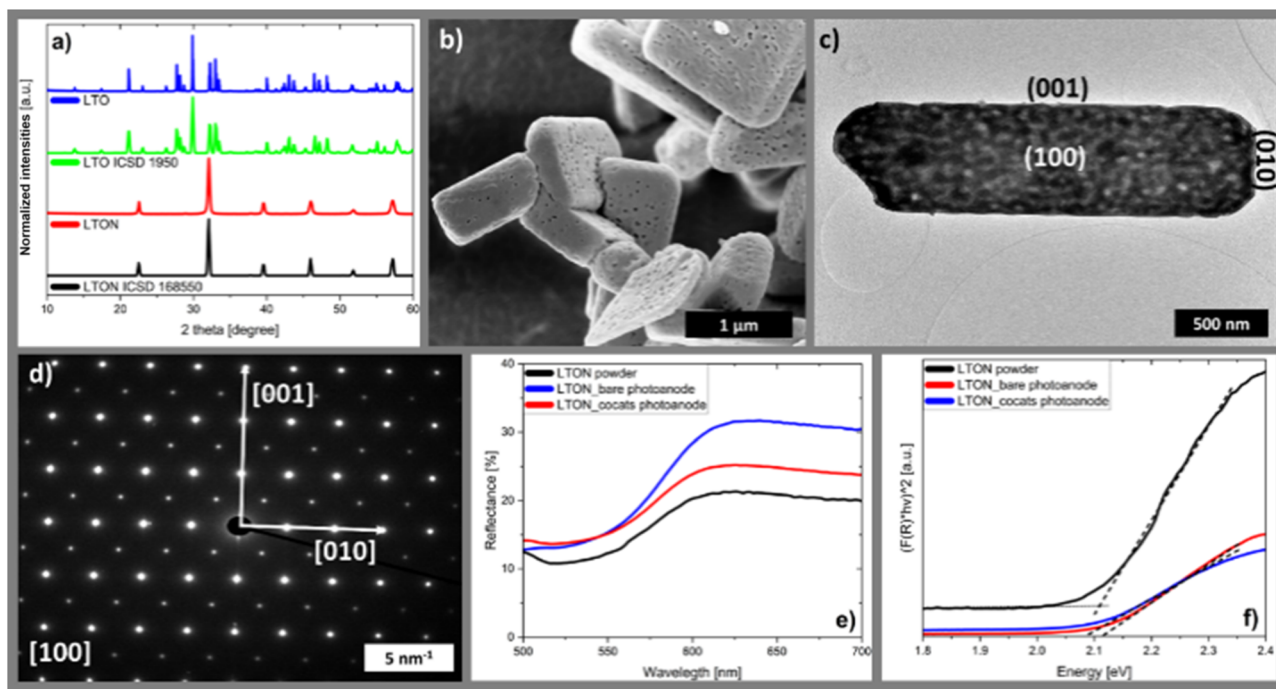 a)
Normalized intensities [a.u.]
LTO
LTO ICSD 1950
LTON
LTON ICSD 168550
10 20 30 40 50 60
2 theta [degree]
b)
1 µm
c)
(001)
(100)
(010)
500 nm
d)
[001]
[010]
[100]
5 nm-1
LTON powder
LTON_bare photoanode
LTON_cocats photoanode
Reflectance [%]
40
30
20
10
0
500 550 600 650 700
Wavelegth [nm]
e)
LTON powder
LTON_bare photoanode
LTON_cocats photoanode
(F(R)*hv)^2 [a.u.]
1.8 1.9 2.0 2.1 2.2 2.3 2.4
Energy [eV]
f)